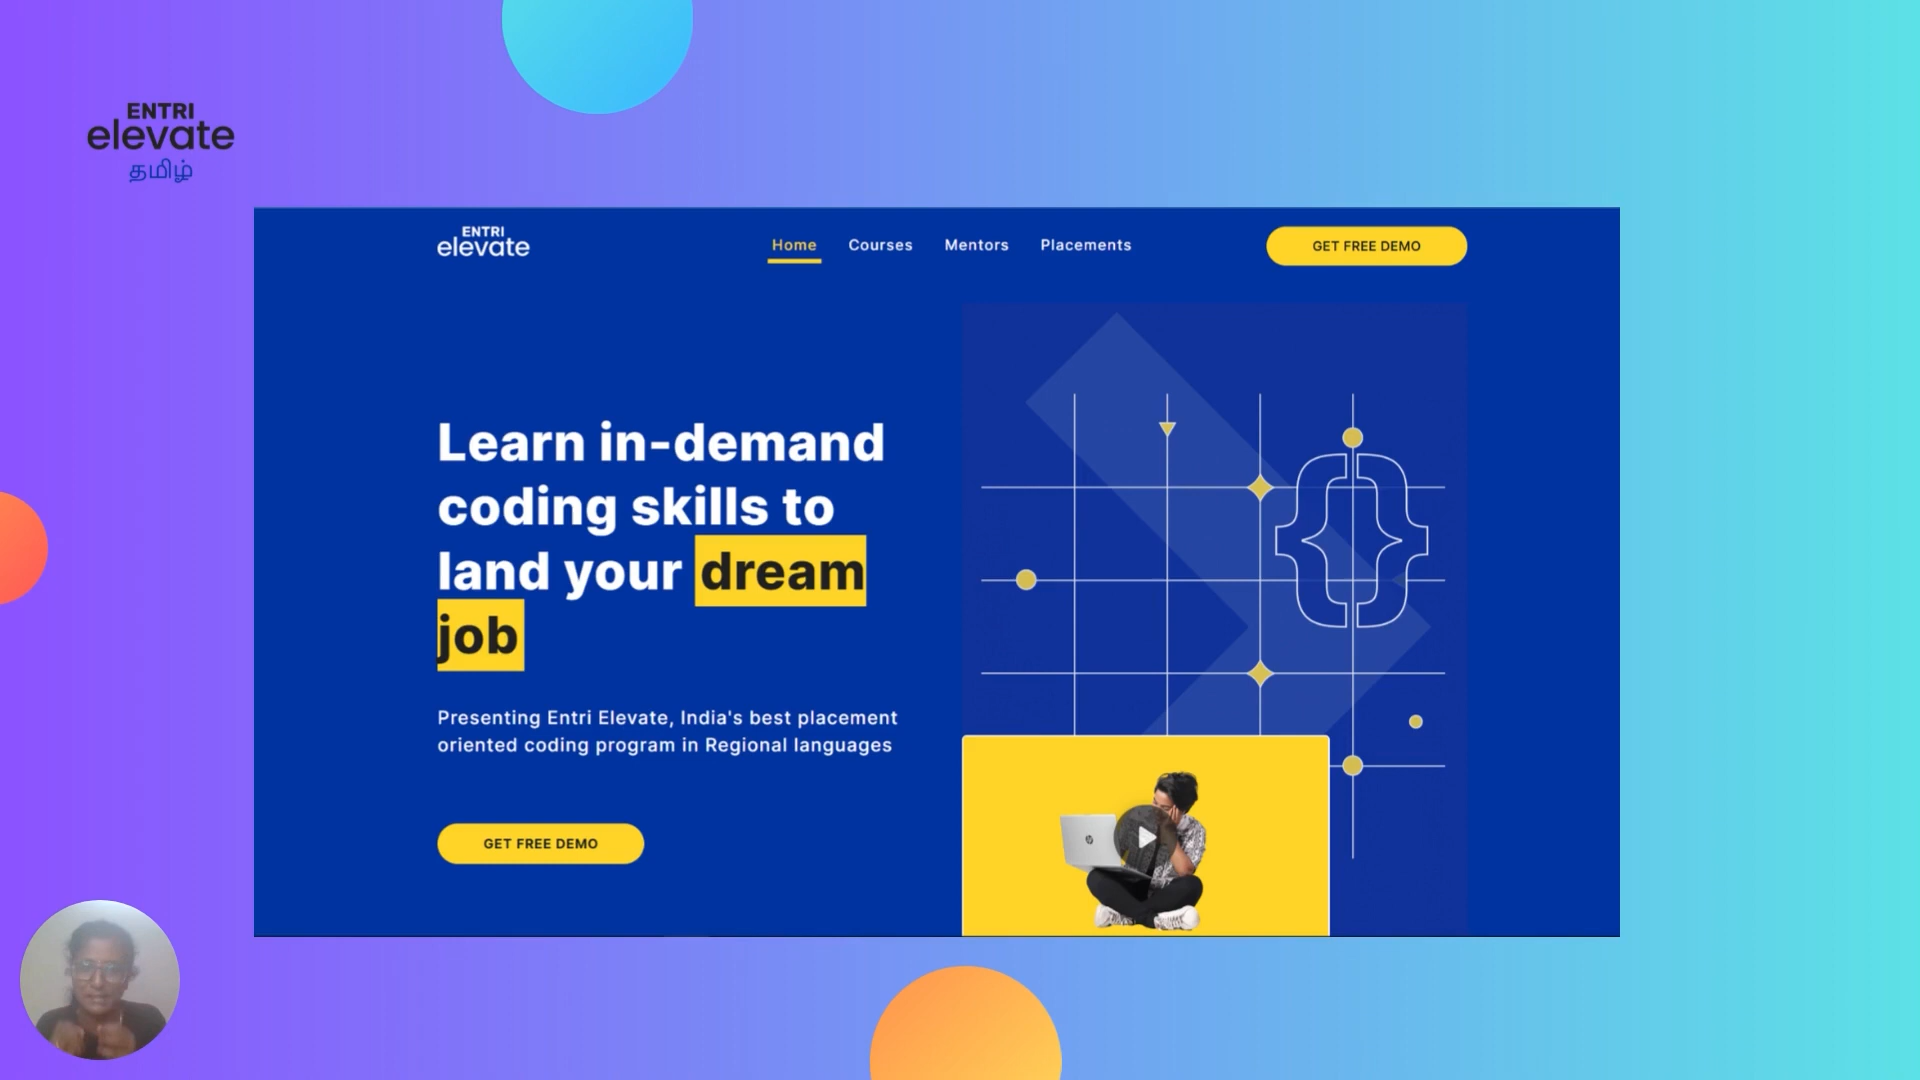 ENTRI
elevate
தமிழ்
ENTRI
elevate
Home
Courses
Mentors
Placements
GET FREE DEMO
Learn in-demand
coding skills to
land your dream
job
Presenting Entri Elevate, India's best placement
oriented coding program in Regional languages
GET FREE DEMO
hp